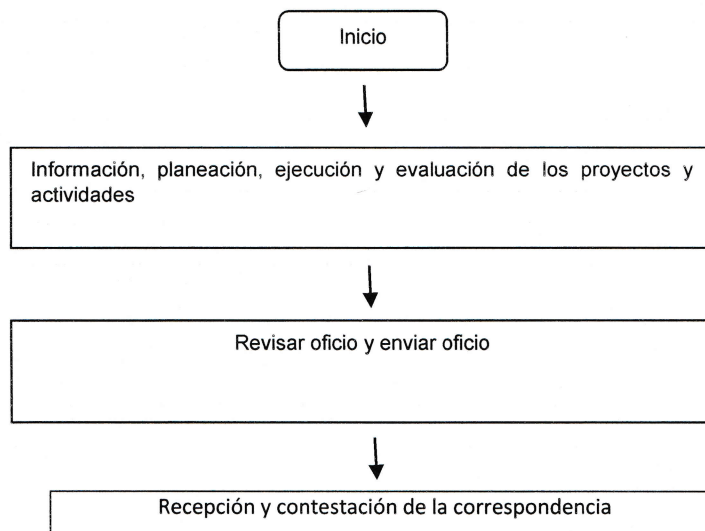 Inicio
Información, planeación, ejecución y evaluación de los proyectos y
actividades
Revisar oficio y enviar oficio
Recepción y contestación de la correspondencia